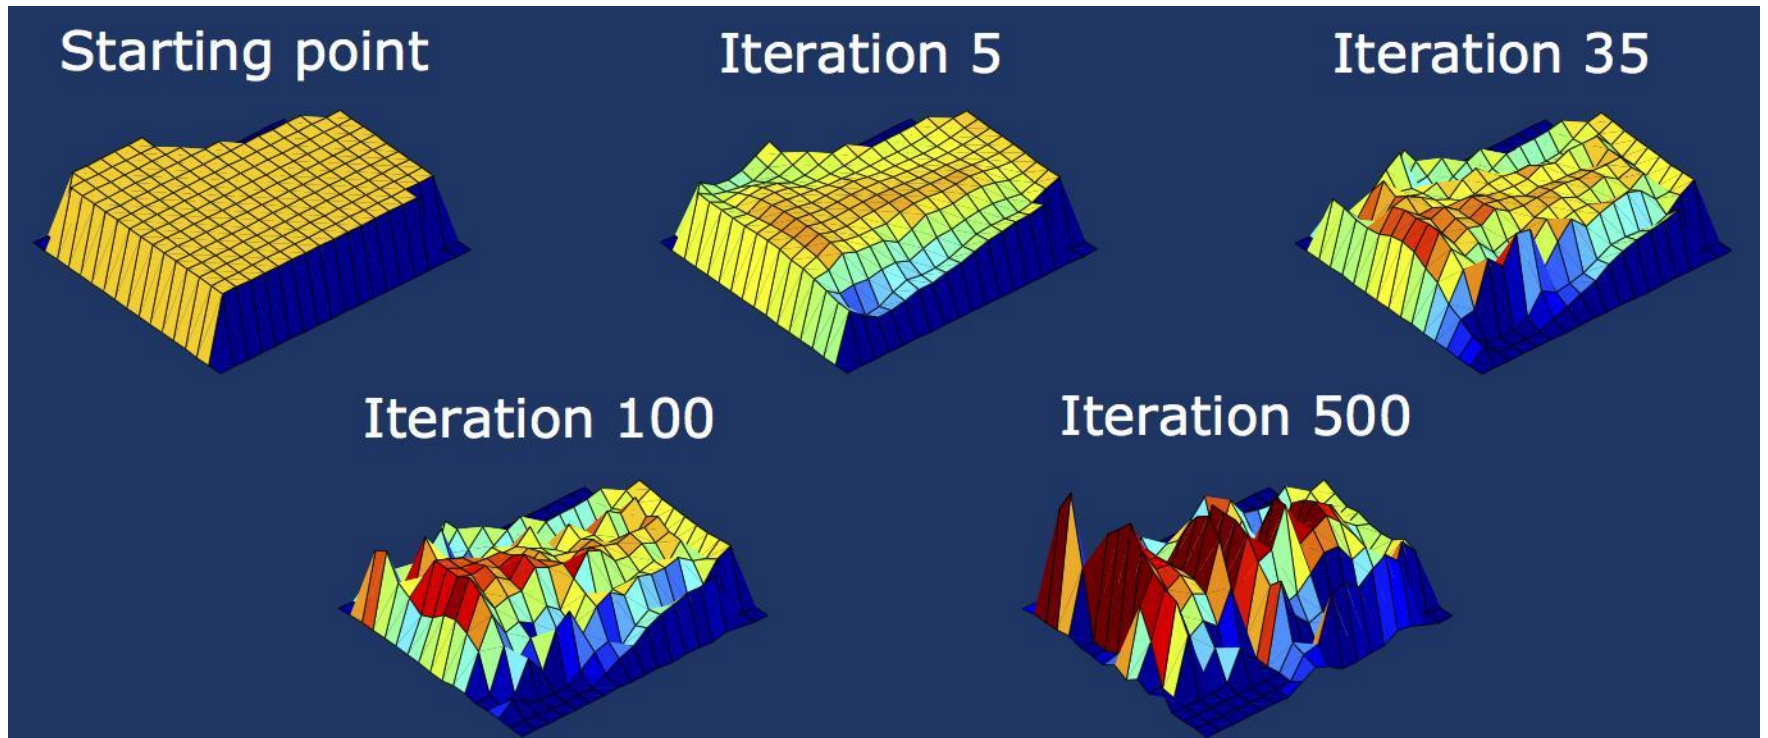 Starting point
Iteration 5
Iteration 35
Iteration 100
Iteration 500